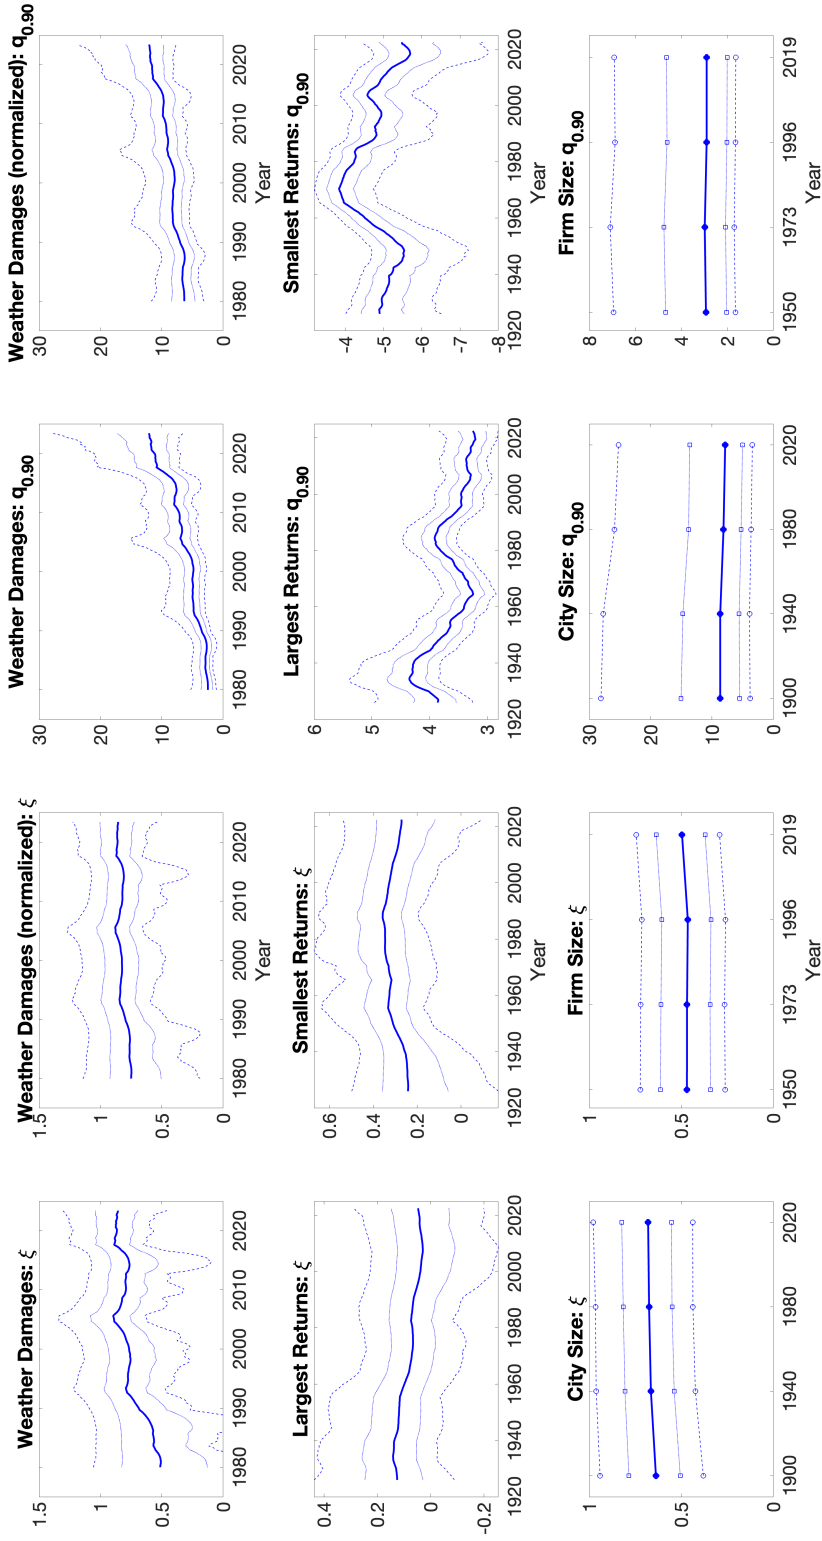 Weather Damages: ξ
1.5
1
0.5
0
1980 1990 2000 2010 2020
Weather Damages (normalized): ξ
1.5
1
0.5
0
1980 1990 2000 2010 2020
Year
Weather Damages: q0.90
30
20
10
0
1980 1990 2000 2010 2020
Weather Damages (normalized): q0.90
30
20
10
0
1980 1990 2000 2010 2020
Year
Largest Returns: ξ
0.4
0.2
0
-0.2
1920 1940 1960 1980 2000 2020
Smallest Returns: ξ
0.6
0.4
0.2
0
1920 1940 1960 1980 2000 2020
Year
Largest Returns: q0.90
6
5
4
3
1920 1940 1960 1980 2000 2020
Smallest Returns: q0.90
-4
-5
-6
-7
-8
1920 1940 1960 1980 2000 2020
Year
City Size: ξ
1
0.5
0
1900 1940 1980 2020
Firm Size: ξ
1
0.5
0
1950 1973 1996 2019
Year
City Size: q0.90
30
20
10
0
1900 1940 1980 2020
Firm Size: q0.90
8
6
4
2
0
1950 1973 1996 2019
Year